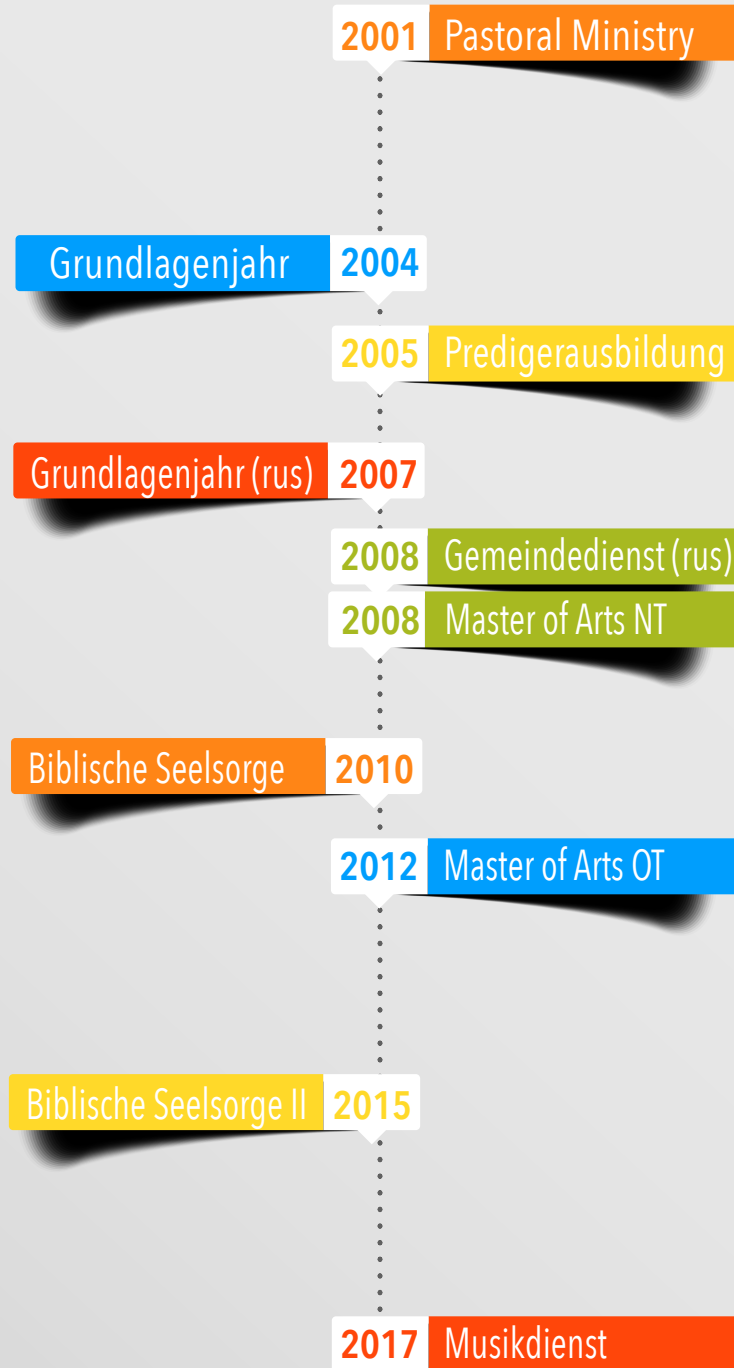 2001 Pastoral Ministry
Grundlagenjahr 2004
2005 Predigerausbildung
Grundlagenjahr (rus) 2007
2008 Gemeindedienst (rus)
2008 Master of Arts NT
Biblische Seelsorge 2010
2012 Master of Arts OT
Biblische Seelsorge II 2015
2017 Musikdienst